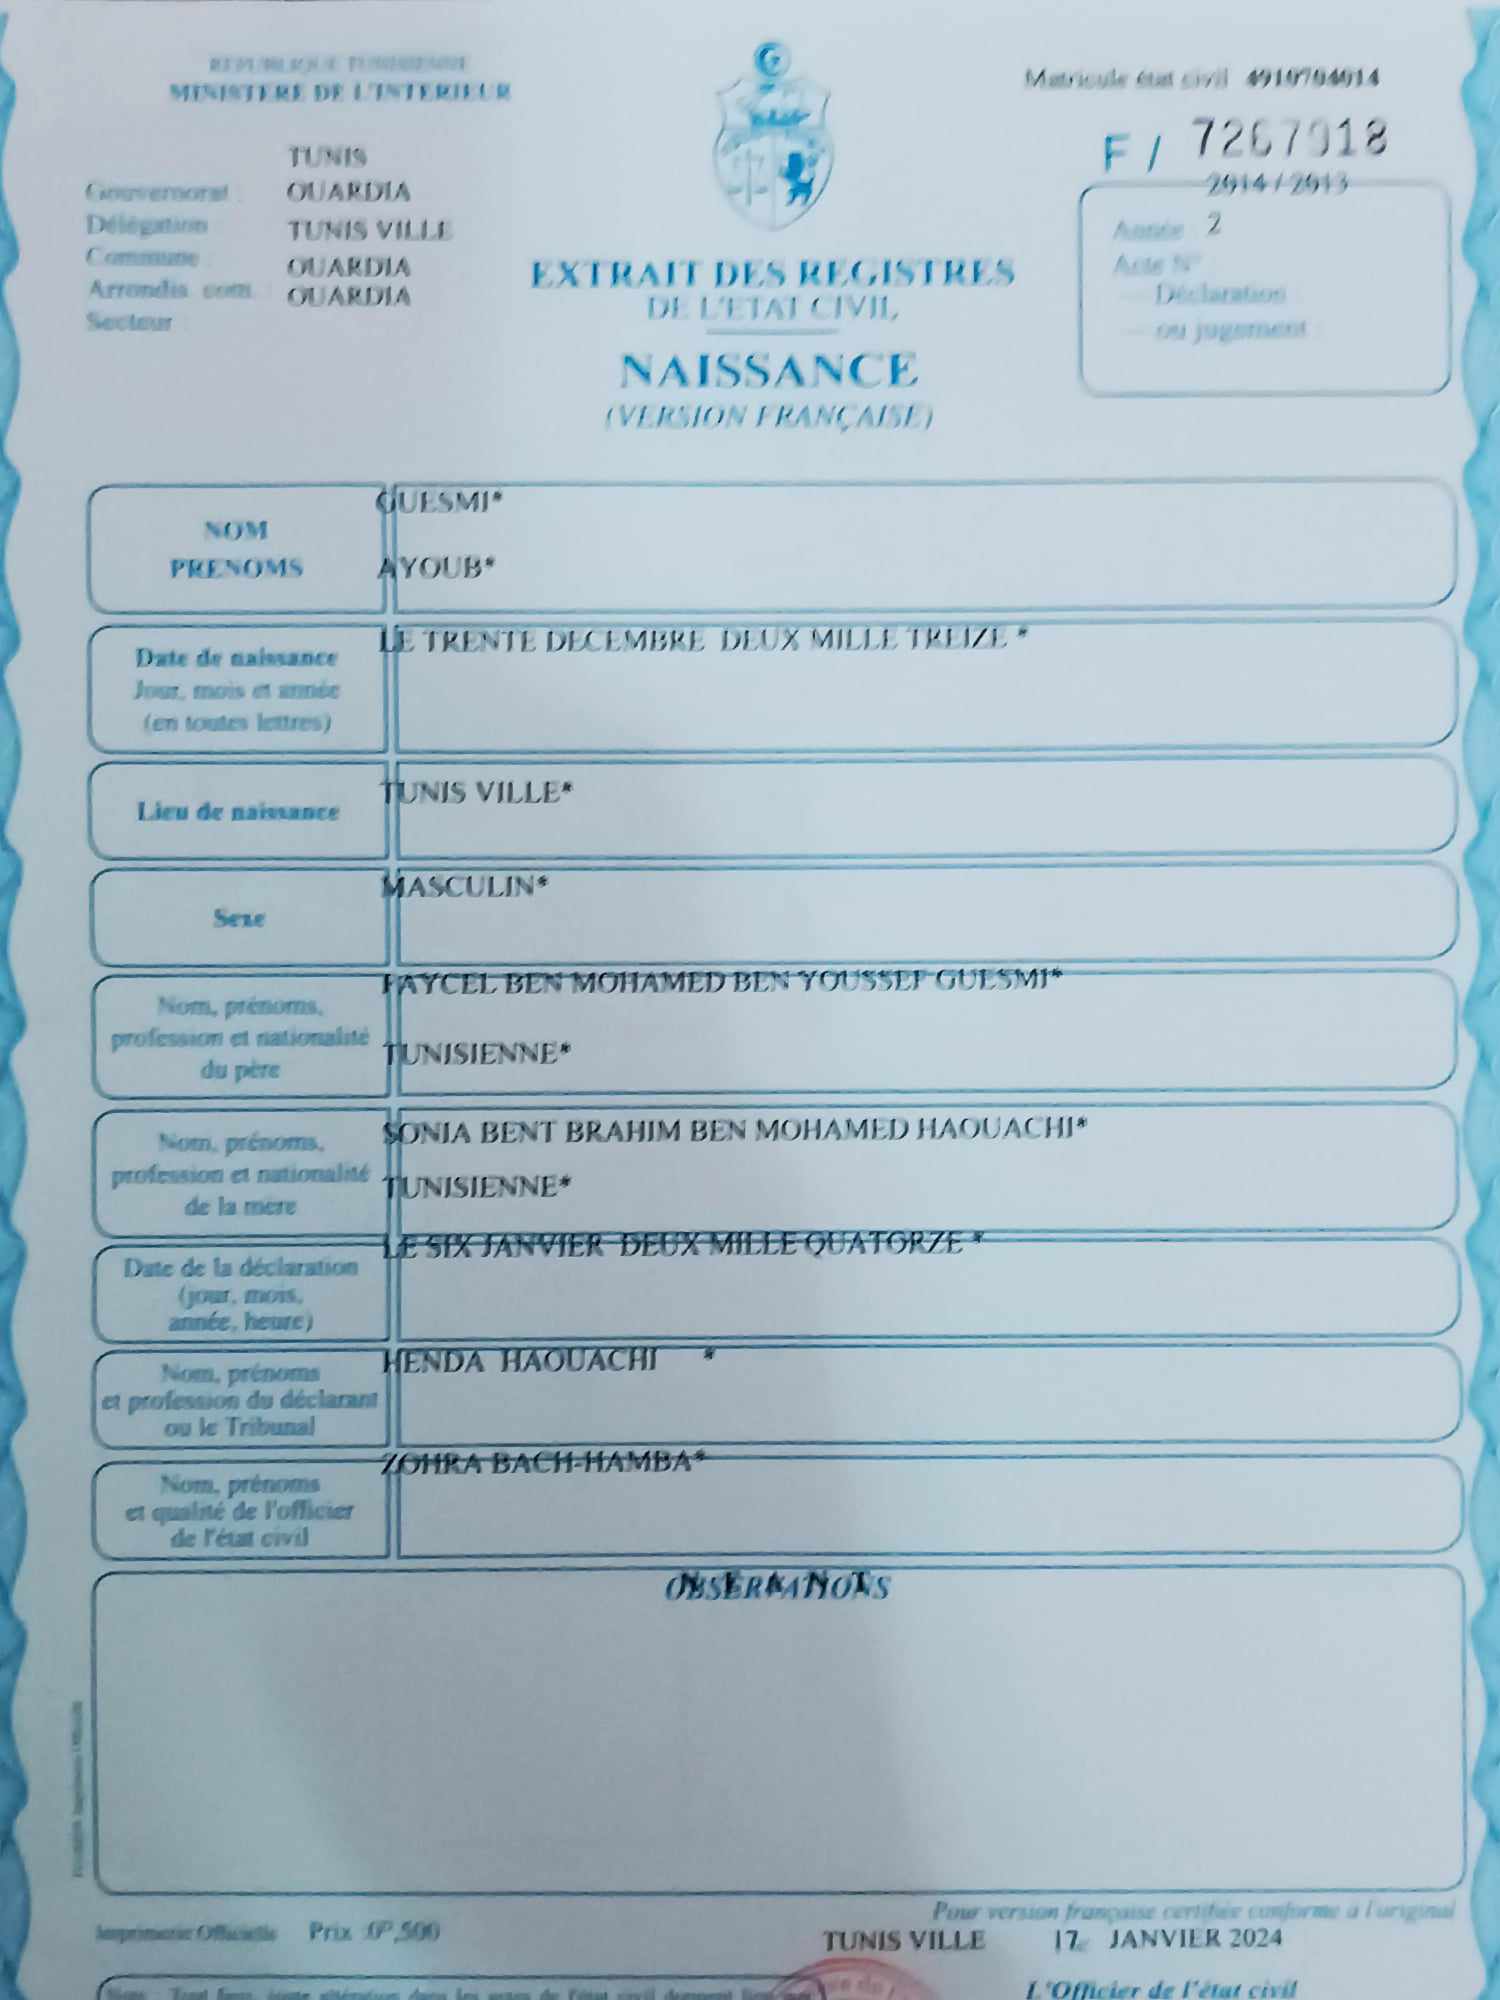 REPUBLIQUE TUNISIENNE
MINISTERE DE L'INTERIEUR
Matricule état civil 4910704014
F / 7267918
TUNIS
Gouvernorat : OUARDIA
Délégation TUNIS VILLE
Commune : OUARDIA
Arrondis com. : OUARDIA
Secteur :
2014 / 2013
Année 2
Acte N°
— Déclaration
— ou jugement :
EXTRAIT DES REGISTRES
DE L'ETAT CIVIL
NAISSANCE
(VERSION FRANÇAISE)
NOM GUESMI*
PRENOMS AYOUB*
Date de naissance LE TRENTE DECEMBRE DEUX MILLE TREIZE *
Jour, mois et année
(en toutes lettres)
Lieu de naissance TUNIS VILLE*
Sexe MASCULIN*
Nom, prénoms, FAYCEL BEN MOHAMED BEN YOUSSEF GUESMI*
profession et nationalité TUNISIENNE*
du père
Nom, prénoms, SONIA BENT BRAHIM BEN MOHAMED HAOUACHI*
profession et nationalité TUNISIENNE*
de la mère
Date de la déclaration LE SIX JANVIER DEUX MILLE QUATORZE *
(jour, mois,
année, heure)
Nom, prénoms HENDA HAOUACHI *
et profession du déclarant
ou le Tribunal
Nom, prénoms ZOHRA BACH-HAMBA*
et qualité de l'officier
de l'état civil
N E A N T
OBSERVATIONS
Pour version française certifiée conforme à l'original
Imprimerie Officielle Prix : 0D,500
TUNIS VILLE 17 JANVIER 2024
L'Officier de l'état civil